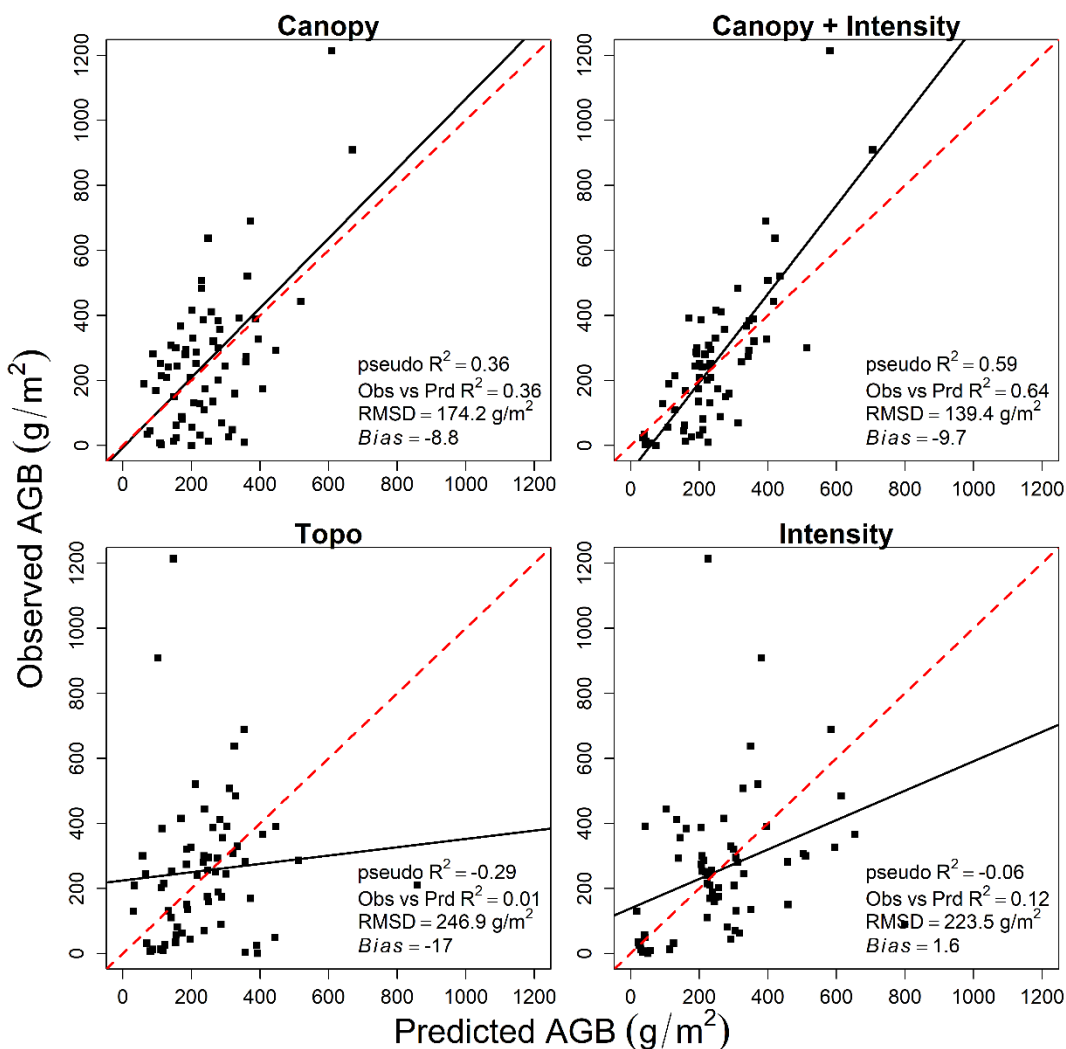 Canopy
Canopy + Intensity
0 200 400 600 800 1000 1200
pseudo R² = 0.36
Obs vs Prd R² = 0.36
RMSD = 174.2 g/m²
Bias = -8.8
0 200 400 600 800 1000 1200
0 200 400 600 800 1000 1200
pseudo R² = 0.59
Obs vs Prd R² = 0.64
RMSD = 139.4 g/m²
Bias = -9.7
0 200 400 600 800 1000 1200
Observed AGB (g/m²)
Topo
Intensity
0 200 400 600 800 1000 1200
pseudo R² = -0.29
Obs vs Prd R² = 0.01
RMSD = 246.9 g/m²
Bias = -17
0 200 400 600 800 1000 1200
0 200 400 600 800 1000 1200
pseudo R² = -0.06
Obs vs Prd R² = 0.12
RMSD = 223.5 g/m²
Bias = 1.6
0 200 400 600 800 1000 1200
Predicted AGB (g/m²)